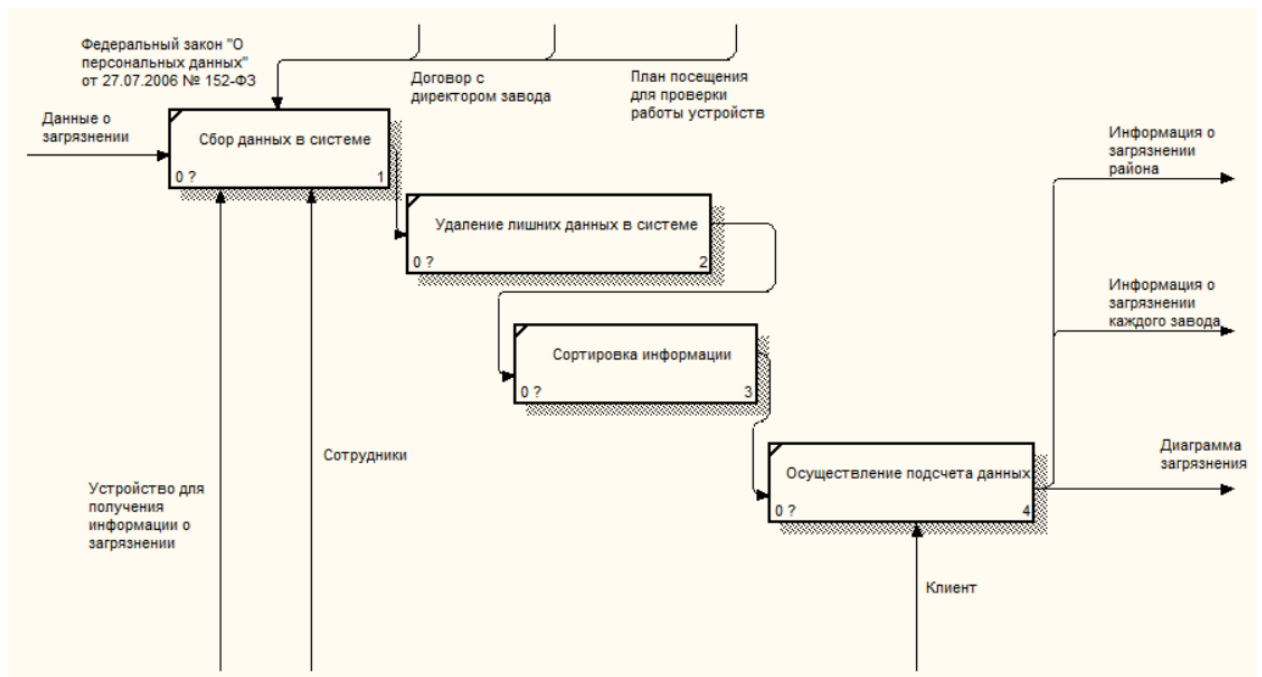 Федеральный закон "О
персональных данных"
от 27.07.2006 № 152-ФЗ
Договор с
директором завода
План посещения
для проверки
работы устройств
Данные о
загрязнении
Сбор данных в системе
0 ?
1
Информация о
загрязнении
района
Удаление лишних данных в системе
0 ?
2
Информация о
загрязнении
каждого завода
Сортировка информации
0 ?
3
Сотрудники
Диаграмма
загрязнения
Осуществление подсчета данных
0 ?
4
Устройство для
получения
информации о
загрязнении
Клиент